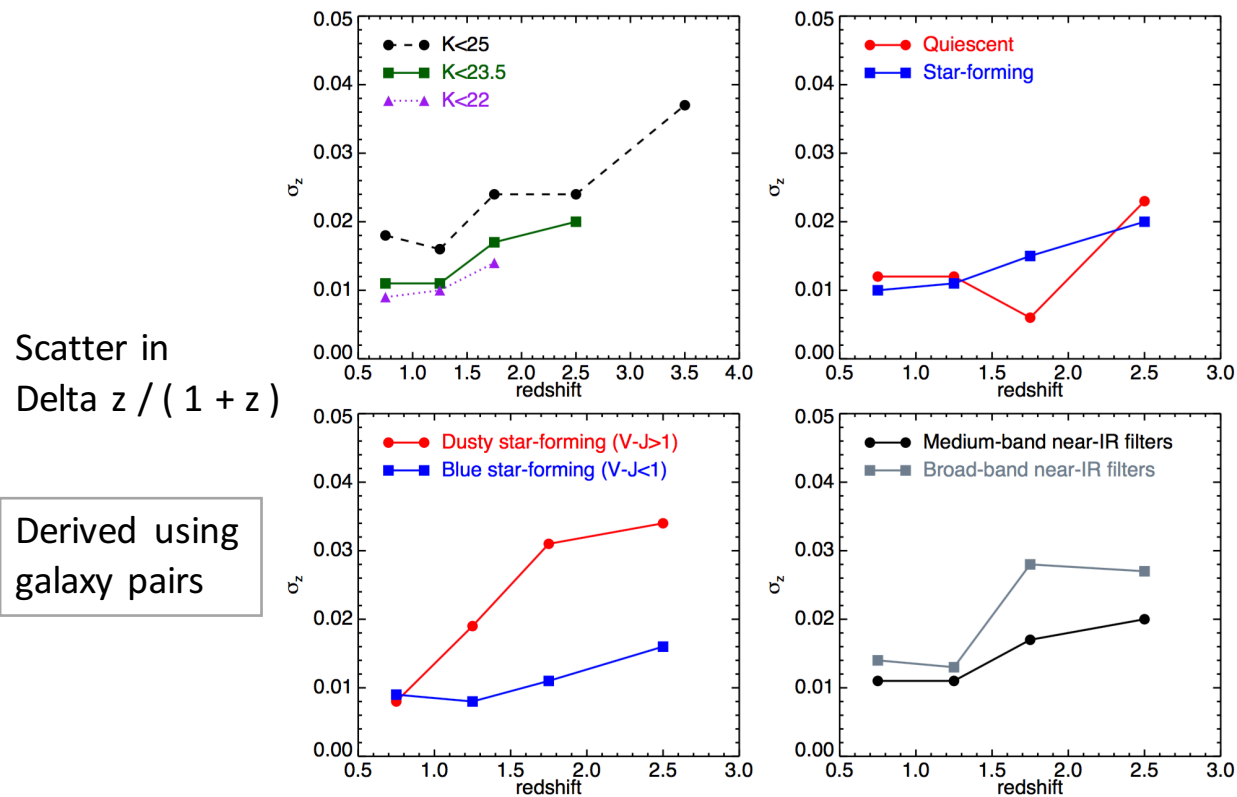 Scatter in
Delta z / ( 1 + z )
Derived using
galaxy pairs
0.05
0.04
0.03
0.02
0.01
0.00
σz
K<25
K<23.5
K<22
0.5 1.0 1.5 2.0 2.5 3.0 3.5 4.0
redshift
0.05
0.04
0.03
0.02
0.01
0.00
σz
Quiescent
Star-forming
0.5 1.0 1.5 2.0 2.5 3.0
redshift
0.05
0.04
0.03
0.02
0.01
0.00
σz
Dusty star-forming (V-J>1)
Blue star-forming (V-J<1)
0.5 1.0 1.5 2.0 2.5 3.0
redshift
0.05
0.04
0.03
0.02
0.01
0.00
σz
Medium-band near-IR filters
Broad-band near-IR filters
0.5 1.0 1.5 2.0 2.5 3.0
redshift